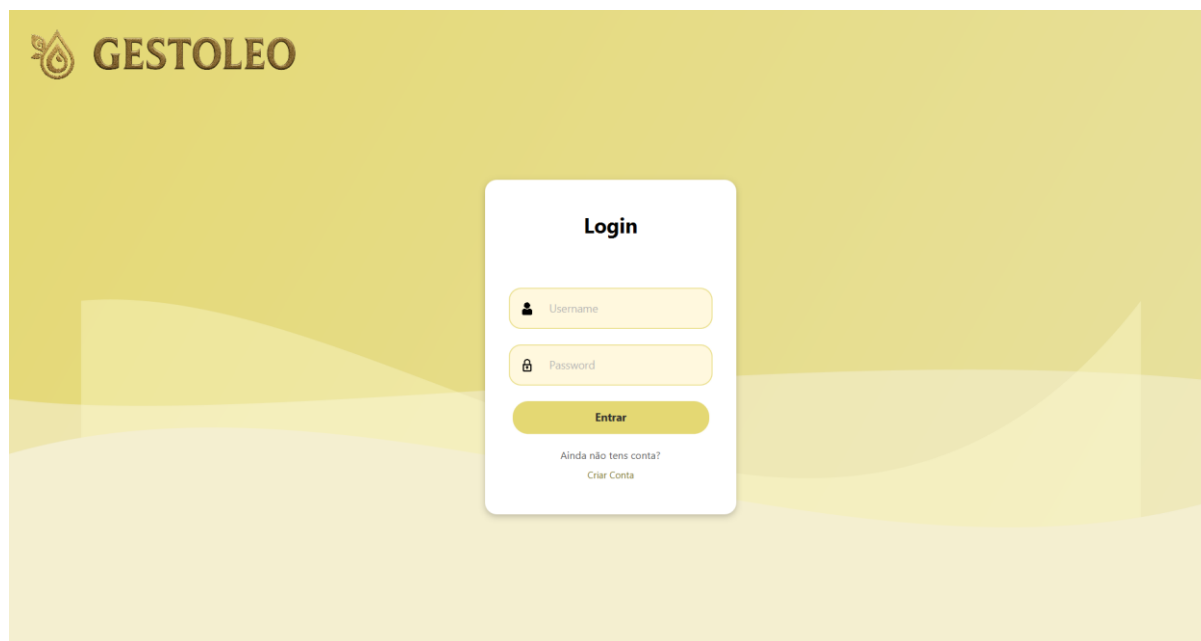 GESTOLEO
Login
Username
Password
Entrar
Ainda não tens conta?
Criar Conta